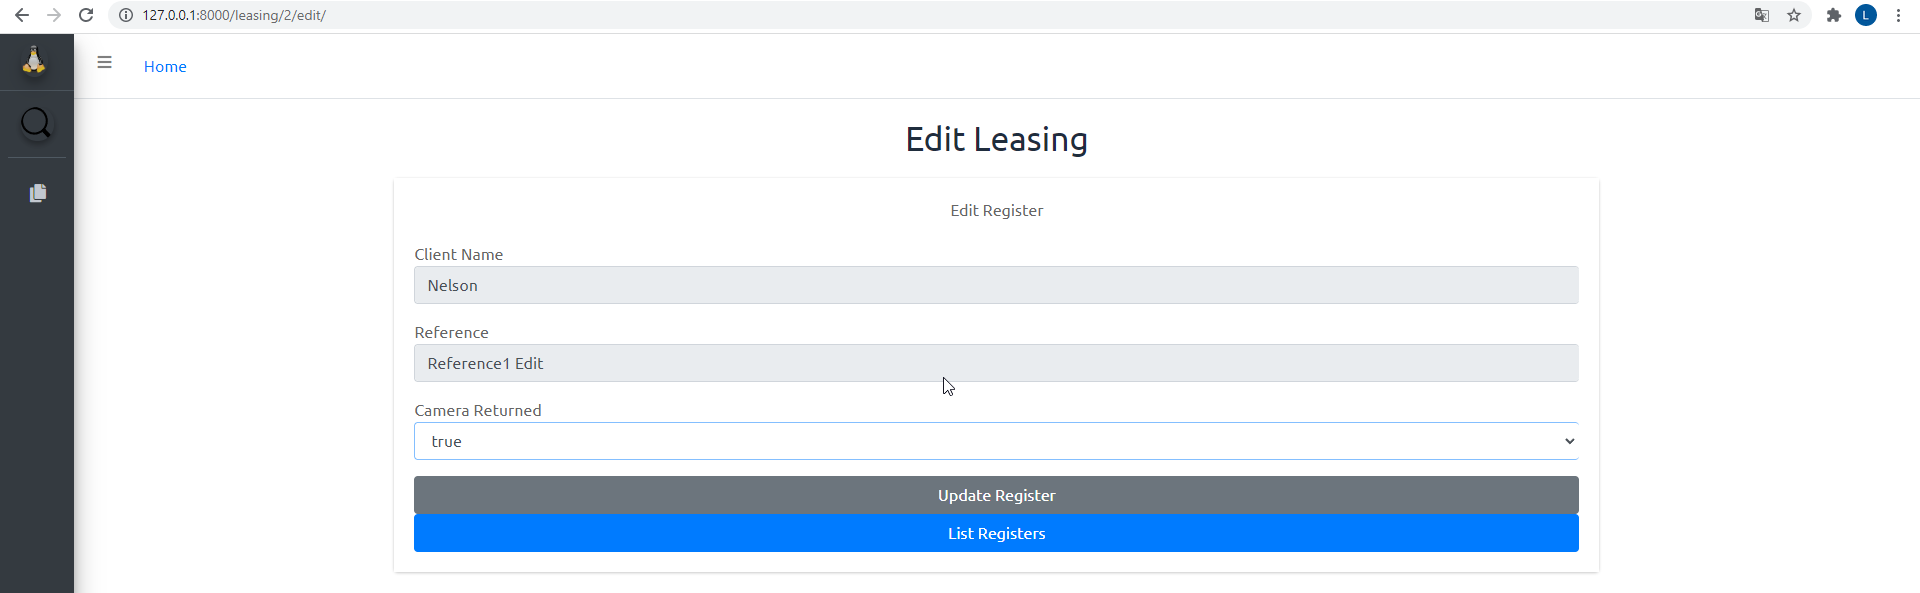 127.0.0.1:8000/leasing/2/edit/
L
Home
Edit Leasing
Edit Register
Client Name
Nelson
Reference
Reference1 Edit
Camera Returned
true
Update Register
List Registers